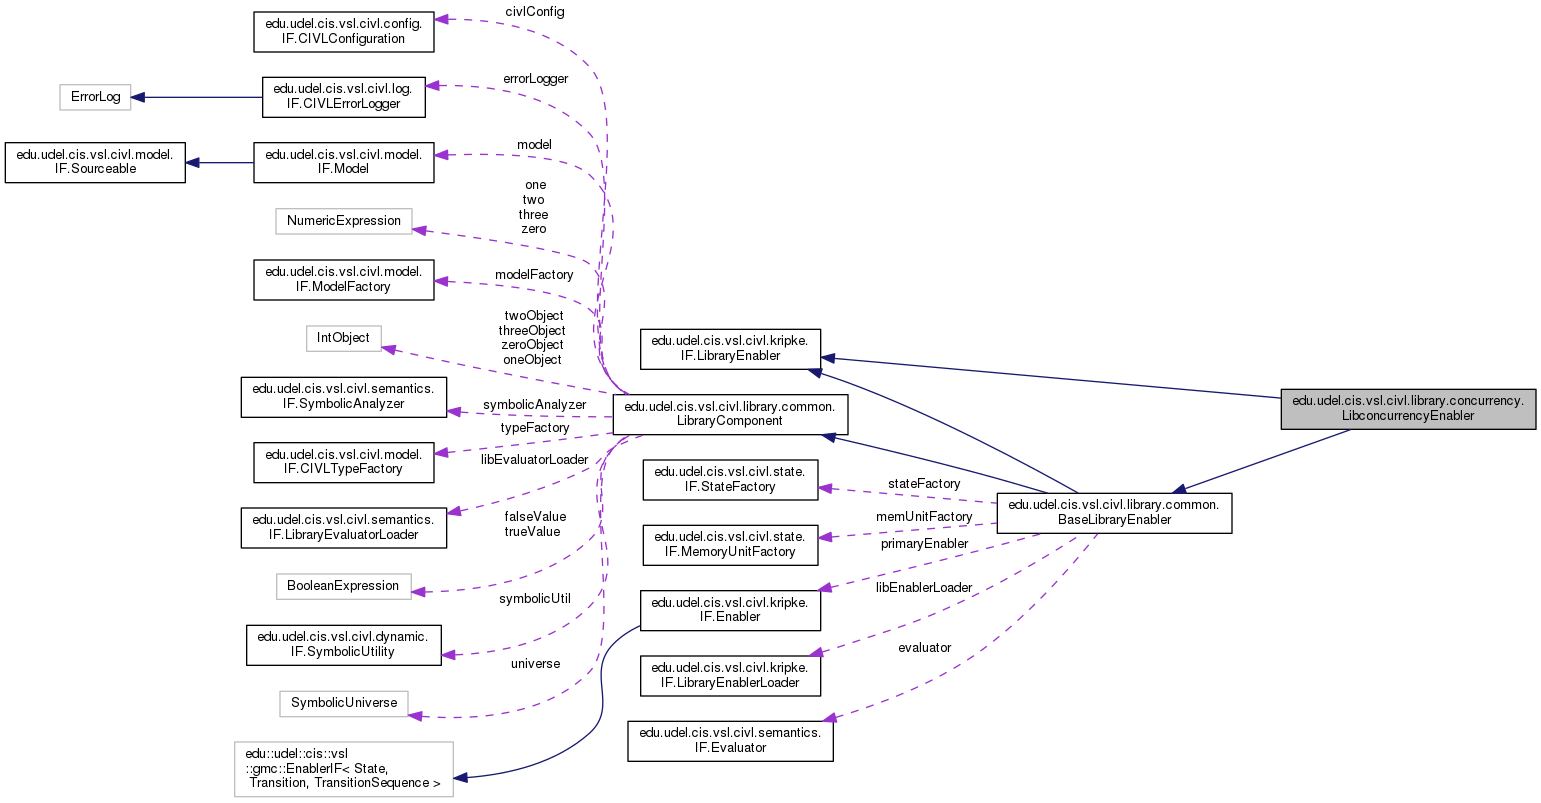 edu.udel.cis.vsl.civl.config.
IF.CIVLConfiguration
civlConfig
ErrorLog
edu.udel.cis.vsl.civl.log.
IF.CIVLErrorLogger
errorLogger
edu.udel.cis.vsl.civl.model.
IF.Sourceable
edu.udel.cis.vsl.civl.model.
IF.Model
model
NumericExpression
one
two
three
zero
edu.udel.cis.vsl.civl.model.
IF.ModelFactory
modelFactory
IntObject
twoObject
threeObject
zeroObject
oneObject
edu.udel.cis.vsl.civl.semantics.
IF.SymbolicAnalyzer
symbolicAnalyzer
edu.udel.cis.vsl.civl.model.
IF.CIVLTypeFactory
typeFactory
edu.udel.cis.vsl.civl.semantics.
IF.LibraryEvaluatorLoader
libEvaluatorLoader
BooleanExpression
falseValue
trueValue
edu.udel.cis.vsl.civl.dynamic.
IF.SymbolicUtility
symbolicUtil
SymbolicUniverse
universe
edu::udel::cis::vsl
::gmc::EnablerIF< State,
Transition, TransitionSequence >
edu.udel.cis.vsl.civl.kripke.
IF.LibraryEnabler
edu.udel.cis.vsl.civl.library.common.
LibraryComponent
edu.udel.cis.vsl.civl.state.
IF.StateFactory
stateFactory
edu.udel.cis.vsl.civl.state.
IF.MemoryUnitFactory
memUnitFactory
edu.udel.cis.vsl.civl.kripke.
IF.Enabler
primaryEnabler
edu.udel.cis.vsl.civl.kripke.
IF.LibraryEnablerLoader
libEnablerLoader
edu.udel.cis.vsl.civl.semantics.
IF.Evaluator
evaluator
edu.udel.cis.vsl.civl.library.common.
BaseLibraryEnabler
edu.udel.cis.vsl.civl.library.concurrency.
LibconcurrencyEnabler